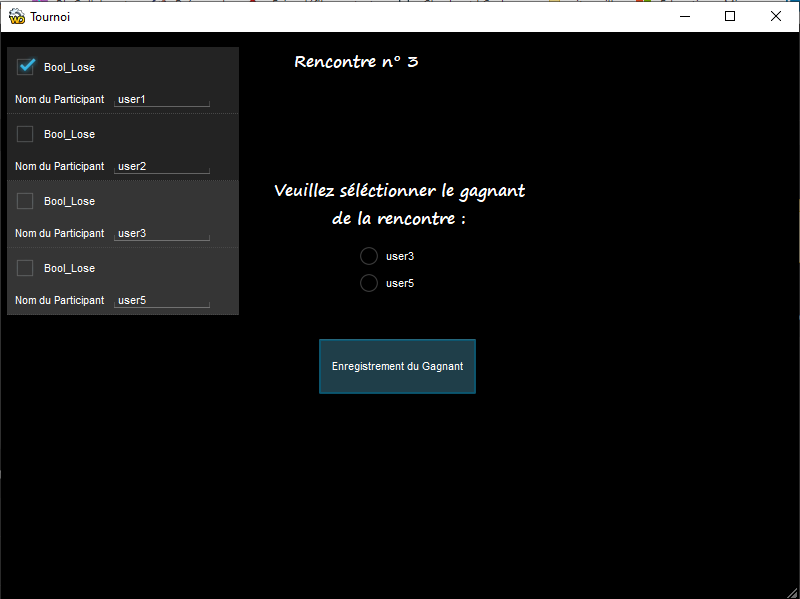 Tournoi
Bool_Lose
Nom du Participant user1
Bool_Lose
Nom du Participant user2
Bool_Lose
Nom du Participant user3
Bool_Lose
Nom du Participant user5
Rencontre n° 3
Veuillez séléctionner le gagnant
de la rencontre :
user3
user5
Enregistrement du Gagnant